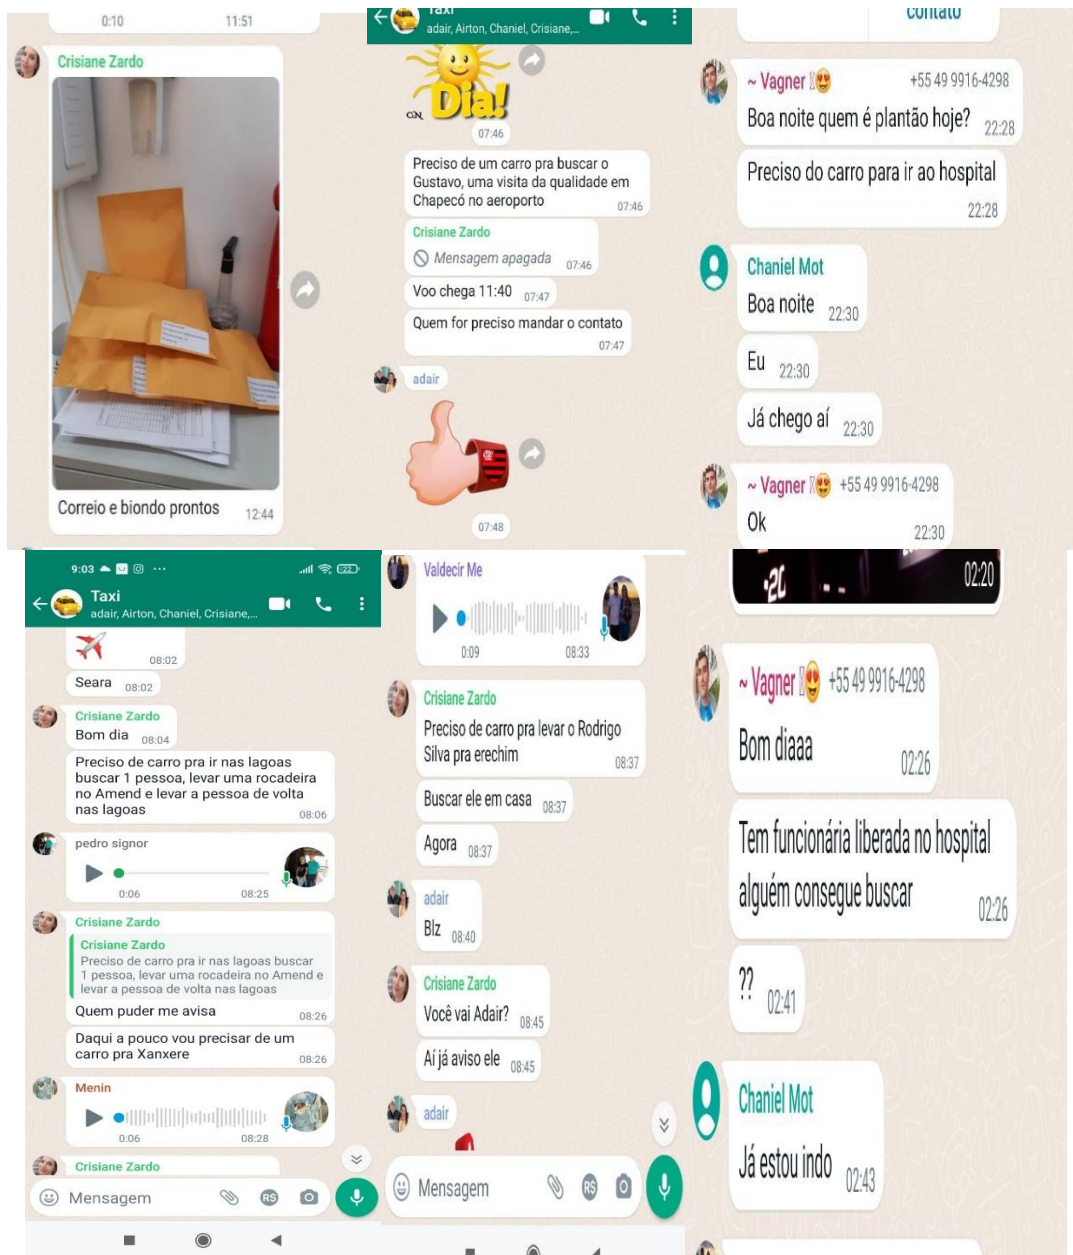 0:10 11:51
Crisiane Zardo
Correio e biondo prontos 12:44
Taxi
adair, Airton, Chaniel, Crisiane,...
Dia!
07:46
Preciso de um carro pra buscar o
Gustavo, uma visita da qualidade em
Chapecó no aeroporto 07:46
Crisiane Zardo
Mensagem apagada 07:46
Voo chega 11:40 07:47
Quem for preciso mandar o contato
07:47
adair
07:48
contato
~ Vagner +55 49 9916-4298
Boa noite quem é plantão hoje? 22:28
Preciso do carro para ir ao hospital
22:28
Chaniel Mot
Boa noite 22:30
Eu 22:30
Já chego aí 22:30
~ Vagner +55 49 9916-4298
Ok 22:30
9:03 22
Taxi
adair, Airton, Chaniel, Crisiane,...
08:02
Seara 08:02
Crisiane Zardo
Bom dia 08:04
Preciso de carro pra ir nas lagoas
buscar 1 pessoa, levar uma rocadeira
no Amend e levar a pessoa de volta
nas lagoas 08:06
pedro signor
0:06 08:25
Crisiane Zardo
Crisiane Zardo
Preciso de carro pra ir nas lagoas buscar
1 pessoa, levar uma rocadeira no Amend e
levar a pessoa de volta nas lagoas
Quem puder me avisa 08:26
Daqui a pouco vou precisar de um
carro pra Xanxere 08:26
Menin
0:06 08:28
Crisiane Zardo
Mensagem R$
Valdecir Me
0:09 08:33
Crisiane Zardo
Preciso de carro pra levar o Rodrigo
Silva pra erechim 08:37
Buscar ele em casa 08:37
Agora 08:37
adair
Blz 08:40
Crisiane Zardo
Você vai Adair? 08:45
Aí já aviso ele 08:45
adair
Mensagem R$
02:20
~ Vagner +55 49 9916-4298
Bom diaaa 02:26
Tem funcionária liberada no hospital
alguém consegue buscar 02:26
?? 02:41
Chaniel Mot
Já estou indo 02:43